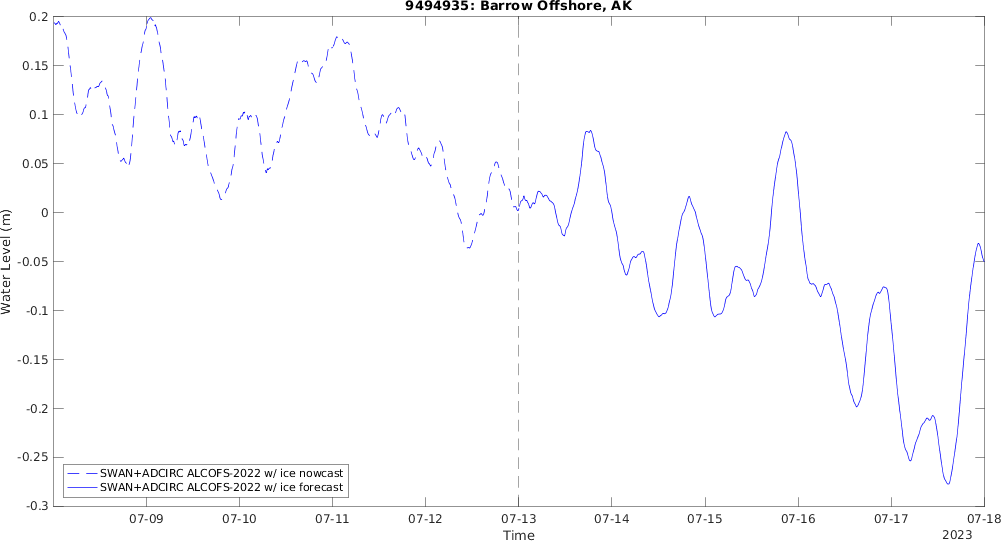 9494935: Barrow Offshore, AK
Water Level (m)
0.2
0.15
0.1
0.05
0
-0.05
-0.1
-0.15
-0.2
-0.25
-0.3
SWAN+ADCIRC ALCOFS-2022 w/ ice nowcast
SWAN+ADCIRC ALCOFS-2022 w/ ice forecast
07-09 07-10 07-11 07-12 07-13 07-14 07-15 07-16 07-17 07-18
Time
2023